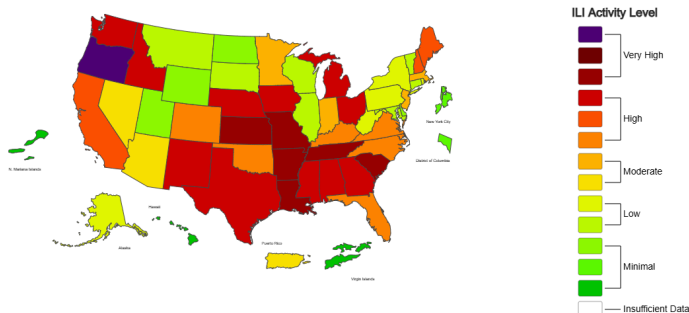 ILI Activity Level
Very High
High
Moderate
Low
Minimal
Insufficient Data
New York City
District of Columbia
N. Mariana Islands
Hawaii
Alaska
Puerto Rico
Virgin Islands